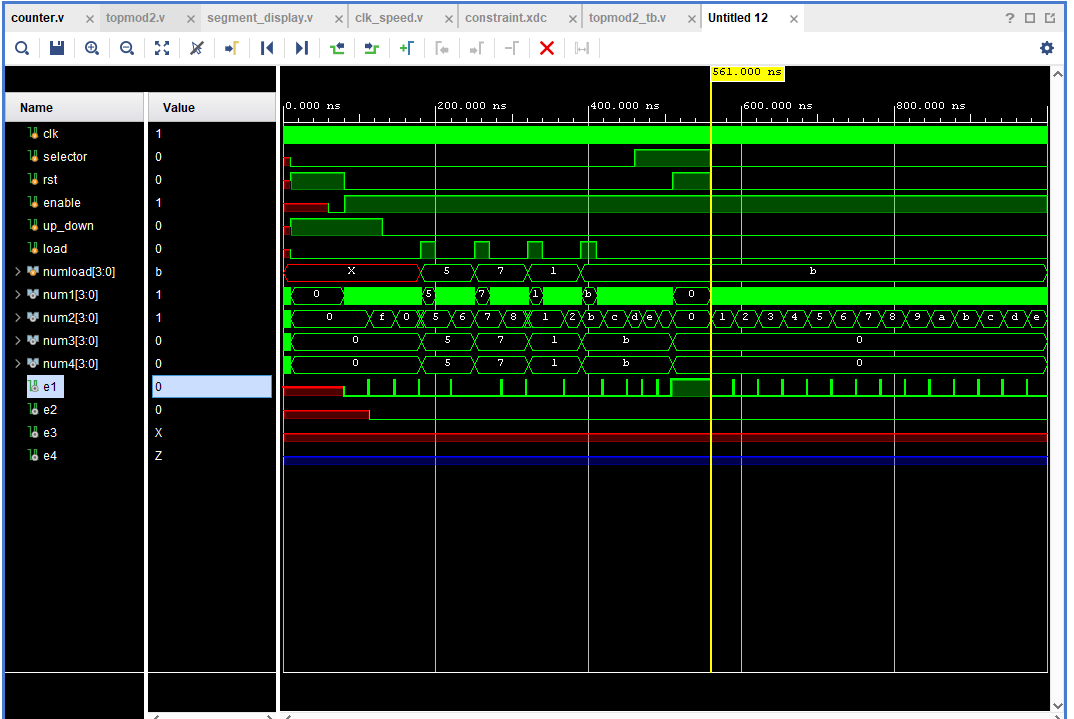 counter.v × topmod2.v × segment_display.v × clk_speed.v × constraint.xdc × topmod2_tb.v × Untitled 12 × ?
561.000 ns
Name Value 0.000 ns 200.000 ns 400.000 ns 600.000 ns 800.000 ns
clk 1
selector 0
rst 0
enable 1
up_down 0
load 0
numload[3:0] b X 5 7 1 b
num1[3:0] 1 0 5 7 1 b 0
num2[3:0] 1 0 f 0 5 6 7 8 1 2 b c d e 0 1 2 3 4 5 6 7 8 9 a b c d e
num3[3:0] 0 0 5 7 1 b 0
num4[3:0] 0 0 5 7 1 b 0
e1 0
e2 0
e3 X
e4 Z